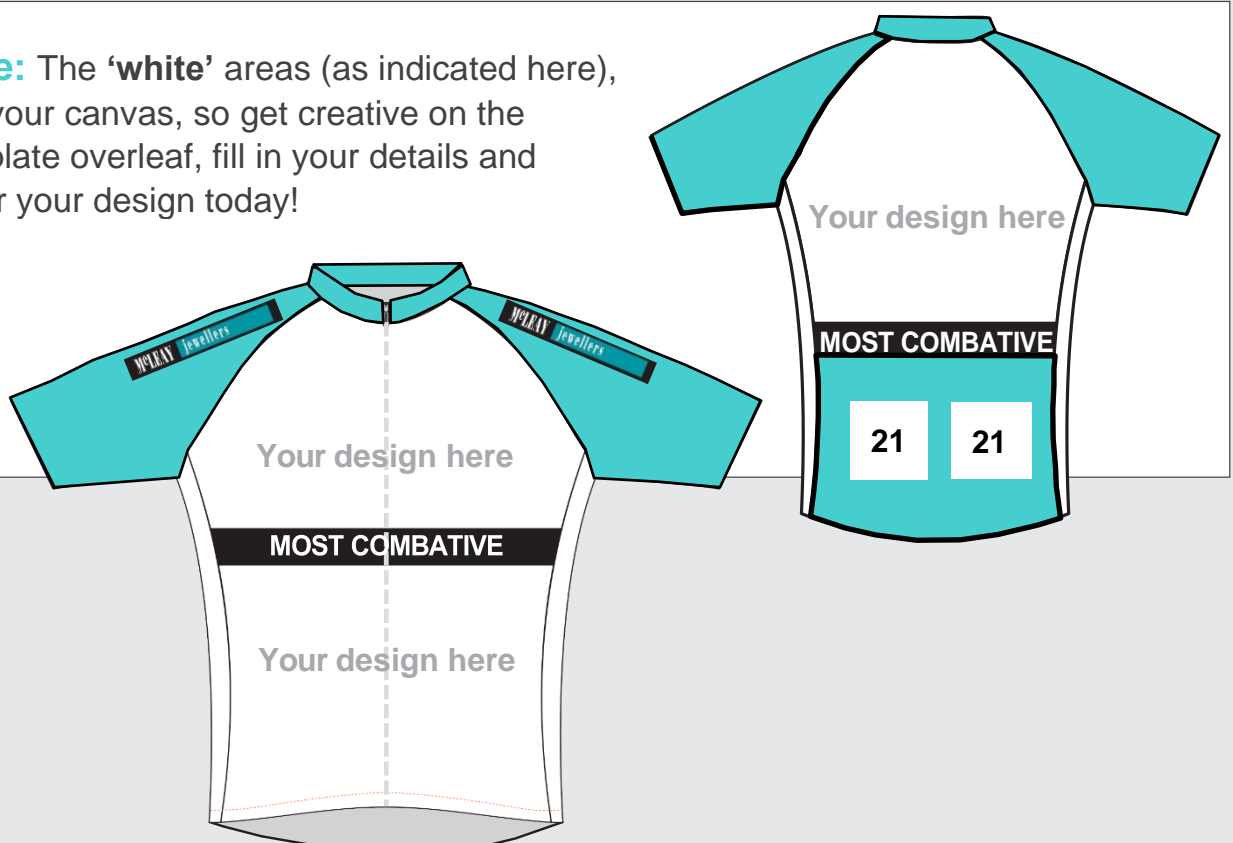 e: The ‘white’ areas (as indicated here),
your canvas, so get creative on the
plate overleaf, fill in your details and
r your design today!
Your design here
MOST COMBATIVE
21 21
McLEAY jewellers
McLEAY jewellers
Your design here
MOST COMBATIVE
Your design here